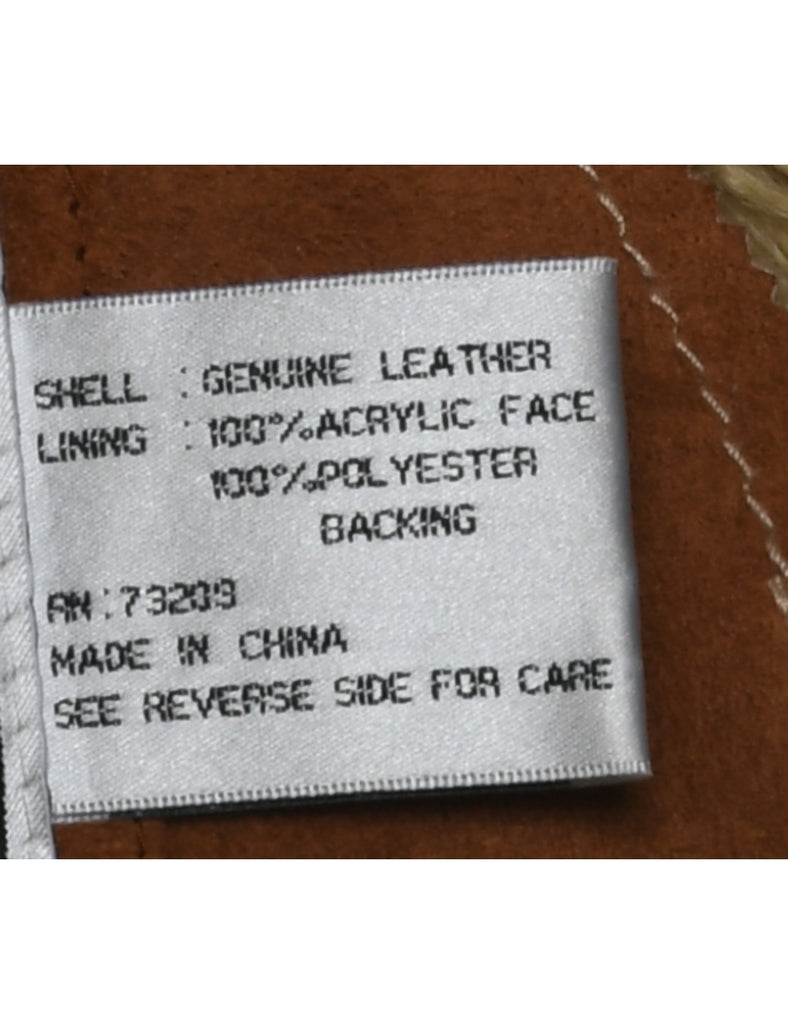 SHELL : GENUINE LEATHER
LINING : 100% ACRYLIC FACE
100% POLYESTER
BACKING
RN : 73209
MADE IN CHINA
SEE REVERSE SIDE FOR CARE